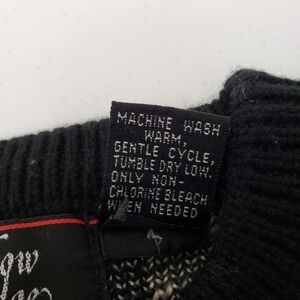 MACHINE WASH
WARM,
GENTLE CYCLE,
TUMBLE DRY LOW.
ONLY NON-
CHLORINE BLEACH
WHEN NEEDED